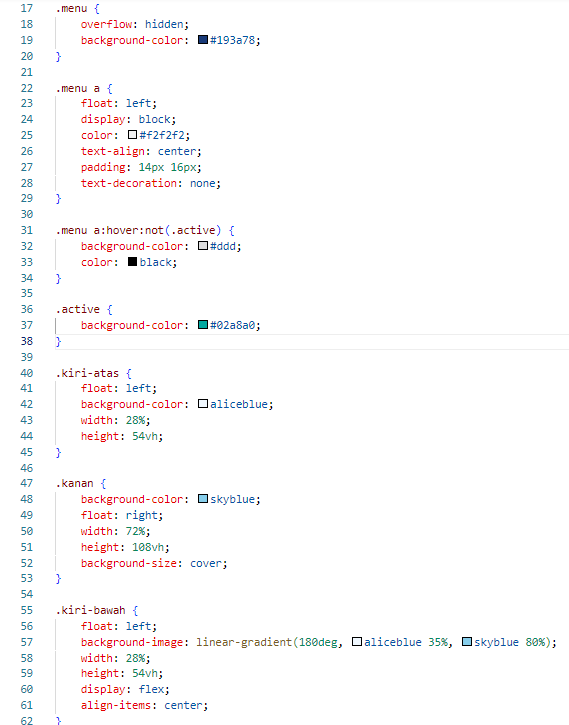 17 .menu {
18 overflow: hidden;
19 background-color: #193a78;
20 }
21
22 .menu a {
23 float: left;
24 display: block;
25 color: #f2f2f2;
26 text-align: center;
27 padding: 14px 16px;
28 text-decoration: none;
29 }
30
31 .menu a:hover:not(.active) {
32 background-color: #ddd;
33 color: black;
34 }
35
36 .active {
37 background-color: #02a8a0;
38 }
39
40 .kiri-atas {
41 float: left;
42 background-color: aliceblue;
43 width: 28%;
44 height: 54vh;
45 }
46
47 .kanan {
48 background-color: skyblue;
49 float: right;
50 width: 72%;
51 height: 108vh;
52 background-size: cover;
53 }
54
55 .kiri-bawah {
56 float: left;
57 background-image: linear-gradient(180deg, aliceblue 35%, skyblue 80%);
58 width: 28%;
59 height: 54vh;
60 display: flex;
61 align-items: center;
62 }